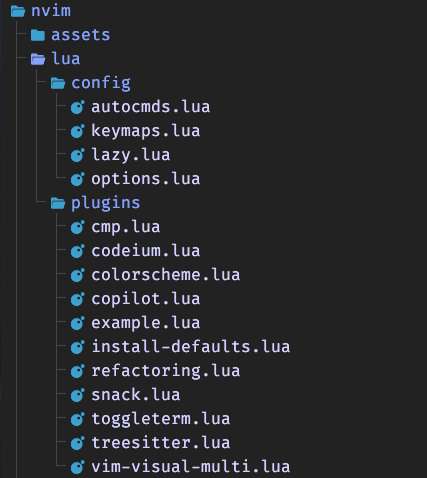 nvim
assets
lua
config
autocmds.lua
keymaps.lua
lazy.lua
options.lua
plugins
cmp.lua
codeium.lua
colorscheme.lua
copilot.lua
example.lua
install-defaults.lua
refactoring.lua
snack.lua
toggleterm.lua
treesitter.lua
vim-visual-multi.lua